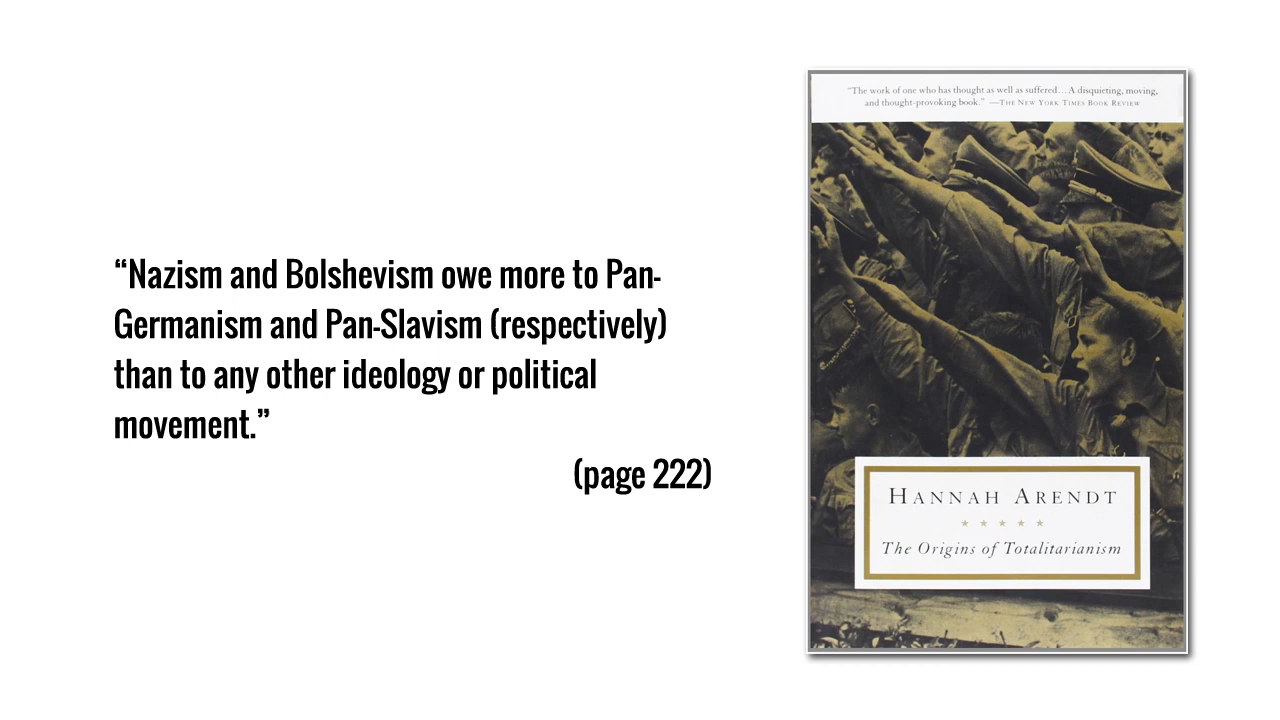 “Nazism and Bolshevism owe more to Pan-
Germanism and Pan-Slavism (respectively)
than to any other ideology or political
movement.”
(page 222)
“The work of one who has thought as well as suffered…A disquieting, moving,
and thought-provoking book.” —The New York Times Book Review
Hannah Arendt
The Origins of Totalitarianism